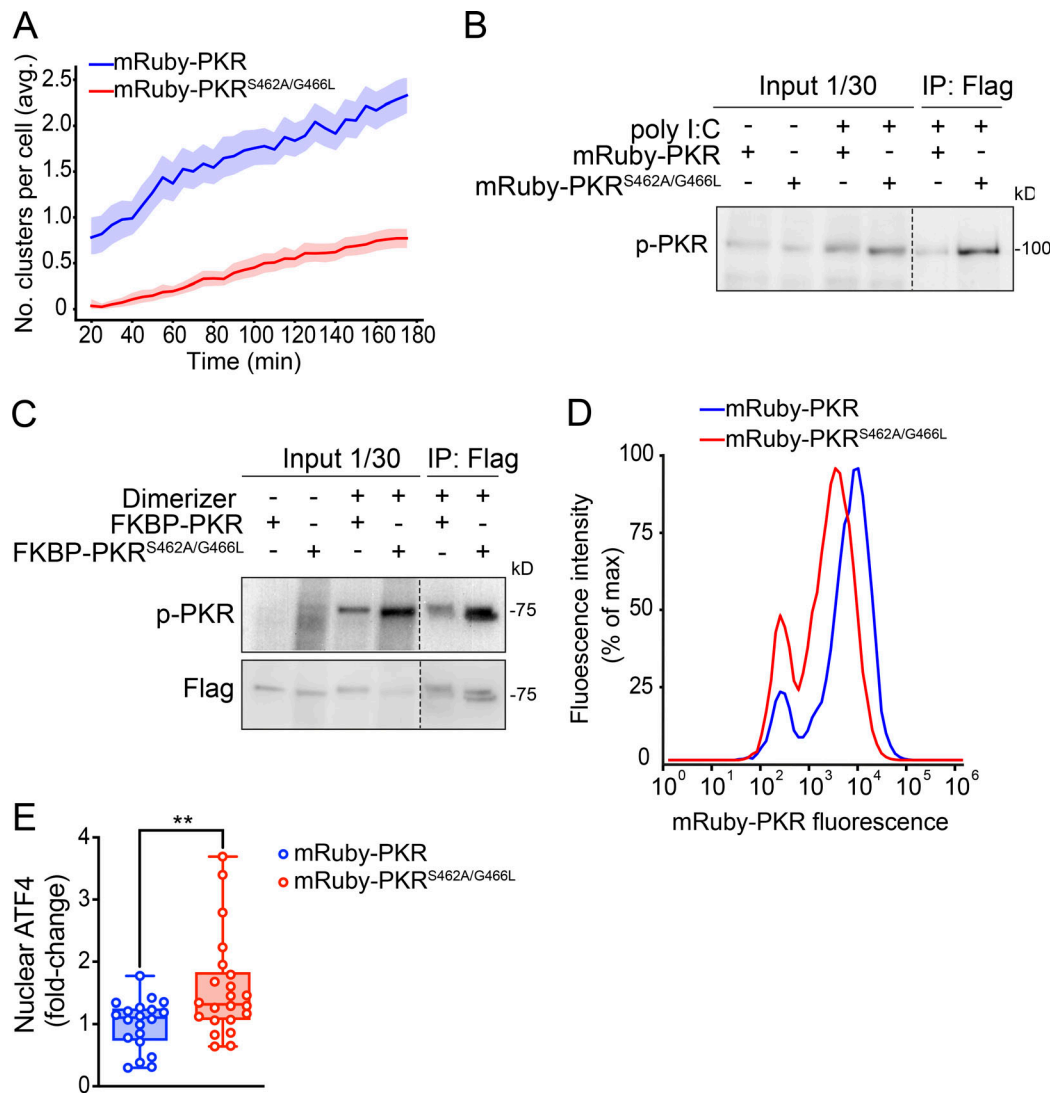 A
mRuby-PKR
mRuby-PKR^S462A/G466L
No. clusters per cell (avg.)
2.5
2.0
1.5
1.0
0.5
0
20 40 60 80 100 120 140 160 180
Time (min)
B
Input 1/30 IP: Flag
poly I:C - - + + + +
mRuby-PKR + - + - + -
mRuby-PKR^S462A/G466L - + - + - +
kD
p-PKR
-100
C
Input 1/30 IP: Flag
Dimerizer - - + + + +
FKBP-PKR + - + - + -
FKBP-PKR^S462A/G466L - + - + - +
kD
p-PKR
-75
Flag
-75
D
mRuby-PKR
mRuby-PKR^S462A/G466L
Fluoescence intensity
(% of max)
100
75
50
25
0
10^0 10^1 10^2 10^3 10^4 10^5 10^6
mRuby-PKR fluorescence
E
**
mRuby-PKR
mRuby-PKR^S462A/G466L
Nuclear ATF4
(fold-change)
4
3
2
1
0